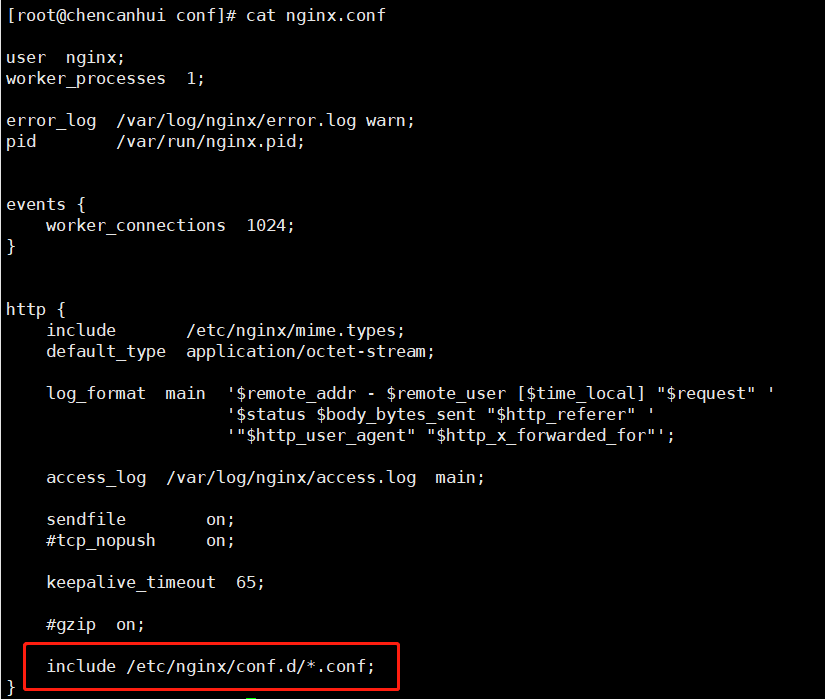 [root@chencanhui conf]# cat nginx.conf
user  nginx;
worker_processes  1;
error_log  /var/log/nginx/error.log warn;
pid        /var/run/nginx.pid;
events {
    worker_connections  1024;
}
http {
    include       /etc/nginx/mime.types;
    default_type  application/octet-stream;
    log_format  main  '$remote_addr - $remote_user [$time_local] "$request" '
                      '$status $body_bytes_sent "$http_referer" '
                      '"$http_user_agent" "$http_x_forwarded_for"';
    access_log  /var/log/nginx/access.log  main;
    sendfile        on;
    #tcp_nopush     on;
    keepalive_timeout  65;
    #gzip  on;
    include /etc/nginx/conf.d/*.conf;
}